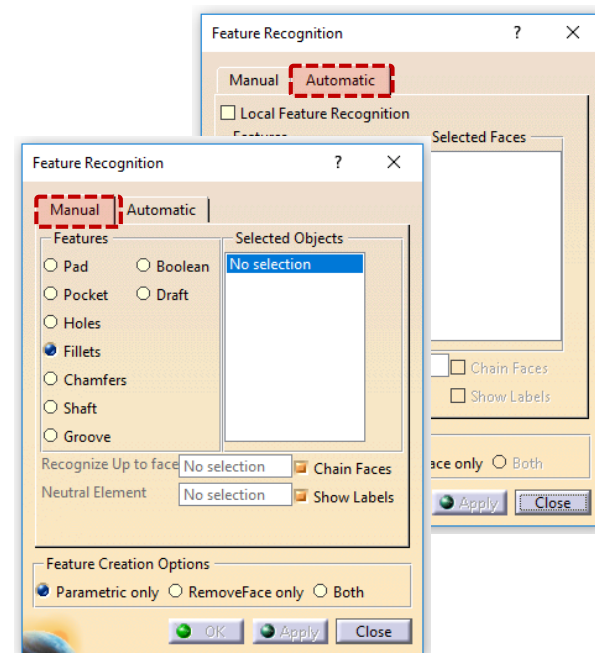 Feature Recognition ? ×
Manual Automatic
Local Feature Recognition
Features Selected Faces
Chain Faces
Show Labels
ace only Both
Apply Close
Feature Recognition ? ×
Manual Automatic
Features Selected Objects
Pad Boolean No selection
Pocket Draft
Holes
Fillets
Chamfers
Shaft
Groove
Recognize Up to face No selection Chain Faces
Neutral Element No selection Show Labels
Feature Creation Options
Parametric only RemoveFace only Both
OK Apply Close